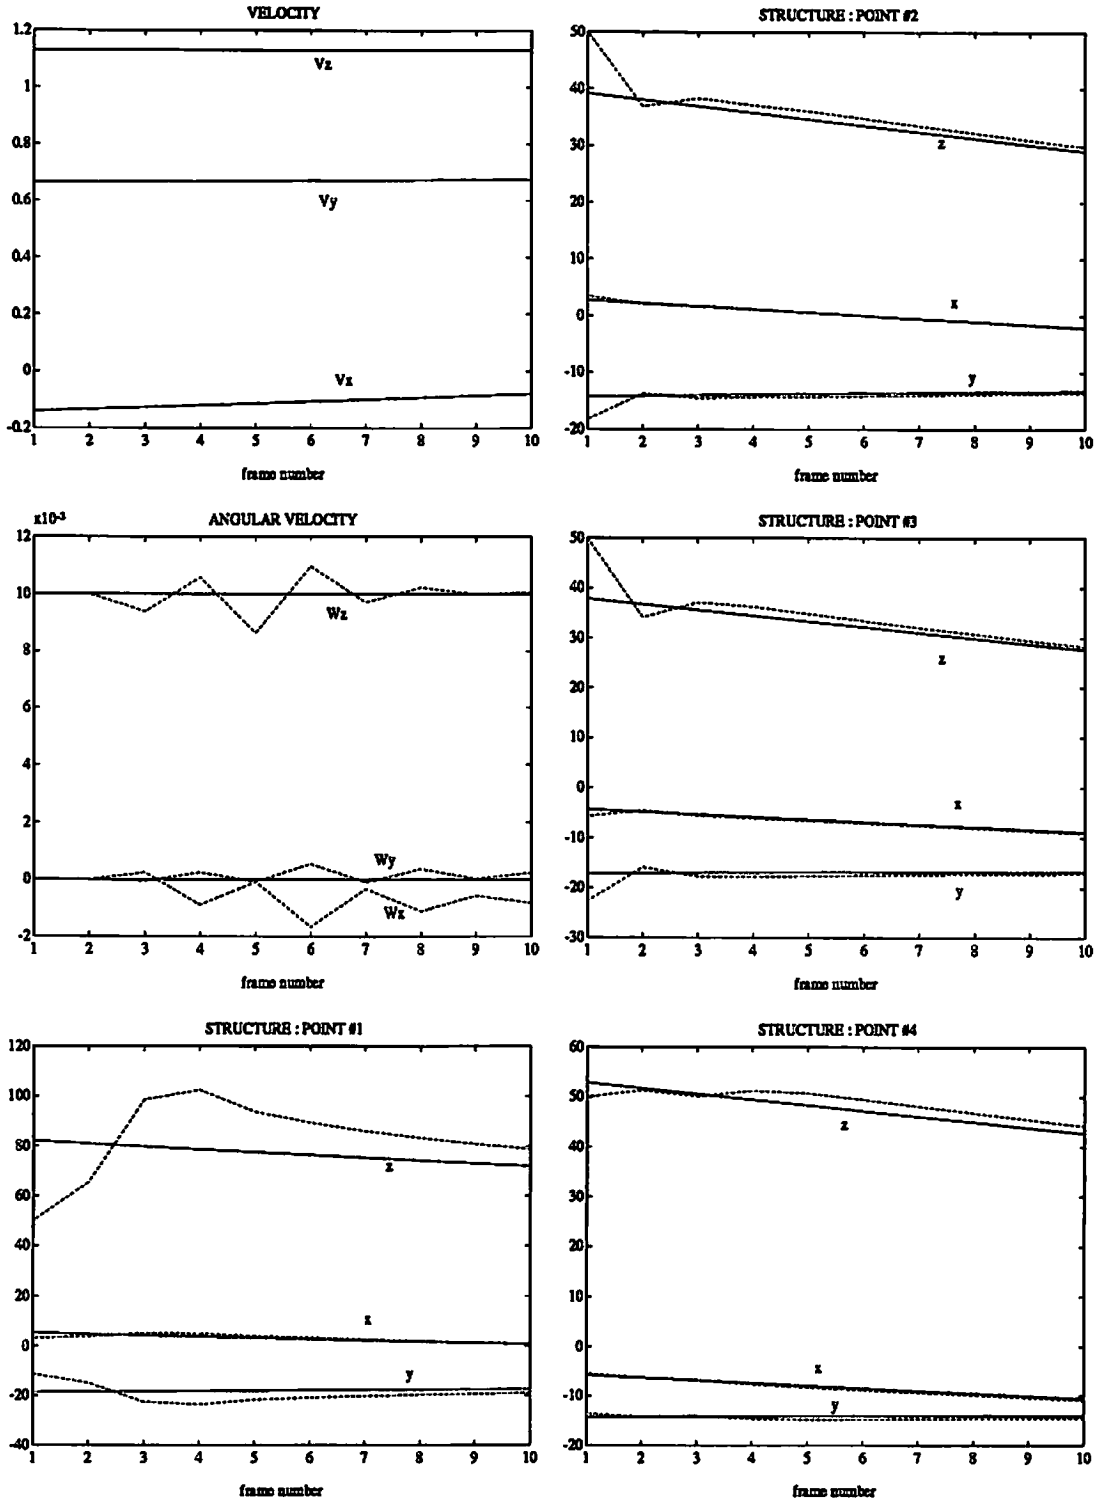 VELOCITY
1.2
1
0.8
0.6
0.4
0.2
0
-0.2
Vz
Vy
Vx
1 2 3 4 5 6 7 8 9 10
frame number
STRUCTURE : POINT #2
50
40
30
20
10
0
-10
-20
z
x
y
1 2 3 4 5 6 7 8 9 10
frame number
x10-3
ANGULAR VELOCITY
12
10
8
6
4
2
0
-2
Wz
Wy
Wx
1 2 3 4 5 6 7 8 9 10
frame number
STRUCTURE : POINT #3
50
40
30
20
10
0
-10
-20
-30
z
x
y
1 2 3 4 5 6 7 8 9 10
frame number
STRUCTURE : POINT #1
120
100
80
60
40
20
0
-20
-40
z
x
y
1 2 3 4 5 6 7 8 9 10
frame number
STRUCTURE : POINT #4
60
50
40
30
20
10
0
-10
-20
z
x
y
1 2 3 4 5 6 7 8 9 10
frame number